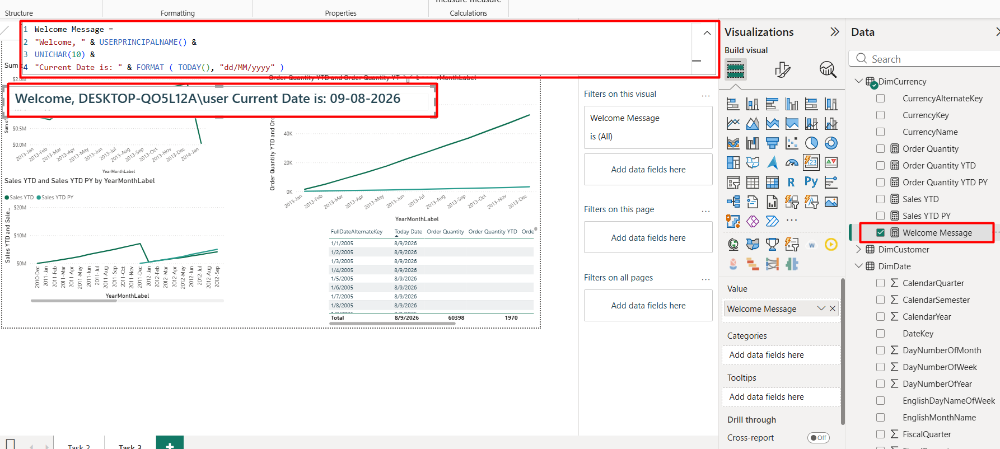 measure measure
Structure
Formatting
Properties
Calculations
1 Welcome Message =
2 "Welcome, " & USERPRINCIPALNAME() &
3 UNICHAR(10) &
4 "Current Date is: " & FORMAT ( TODAY(), "dd/MM/yyyy" )
Sum
$2.0M
Welcome, DESKTOP-QO5L12A\user Current Date is: 09-08-2026
Sum of
$0.5M
$0.0M
2013-Jan
2013-Feb
2013-Mar
2013-Apr
2013-May
2013-Jun
2013-Jul
2013-Aug
2013-Sep
2013-Oct
2013-Nov
2013-Dec
2014-Jan
YearMonthLabel
Order Quantity YTD and Order Quantity YT
arMonthLabel
Order Quantity YTD and Ord
40K
20K
0K
2013-Jan
2013-Feb
2013-Mar
2013-Apr
2013-May
2013-Jun
2013-Jul
2013-Aug
2013-Sep
2013-Oct
2013-Nov
2013-Dec
YearMonthLabel
Sales YTD and Sales YTD PY by YearMonthLabel
Sales YTD Sales YTD PY
Sales YTD and Sale...
$20M
$10M
$0M
2010-Dec
2011-Jan
2011-Feb
2011-Mar
2011-Apr
2011-May
2011-Jun
2011-Jul
2011-Aug
2011-Sep
2011-Oct
2011-Nov
2011-Dec
2012-Jan
2012-Feb
2012-Mar
2012-Apr
2012-May
2012-Jun
2012-Jul
2012-Aug
2012-Sep
YearMonthLabel
FullDateAlternateKey Today Date Order Quantity Order Quantity YTD Orde
1/1/2005 8/9/2026
1/2/2005 8/9/2026
1/3/2005 8/9/2026
1/4/2005 8/9/2026
1/5/2005 8/9/2026
1/6/2005 8/9/2026
1/7/2005 8/9/2026
1/8/2005 8/9/2026
Total 8/9/2026 60398 1970
Task 2
Task 3
+
Filters on this visual ...
Welcome Message
is (All)
Add data fields here
Filters on this page ...
Add data fields here
Filters on all pages ...
Add data fields here
Visualizations
Build visual
123
R
Py
...
W
Value
Welcome Message
Categories
Add data fields here
Tooltips
Add data fields here
Drill through
Cross-report Off
Data
Search
DimCurrency
CurrencyAlternateKey
CurrencyKey
CurrencyName
Order Quantity
Order Quantity YTD
Order Quantity YTD PY
Sales YTD
Sales YTD PY
Welcome Message ...
DimCustomer
DimDate
CalendarQuarter
CalendarSemester
CalendarYear
DateKey
DayNumberOfMonth
DayNumberOfWeek
DayNumberOfYear
EnglishDayNameOfWeek
EnglishMonthName
FiscalQuarter